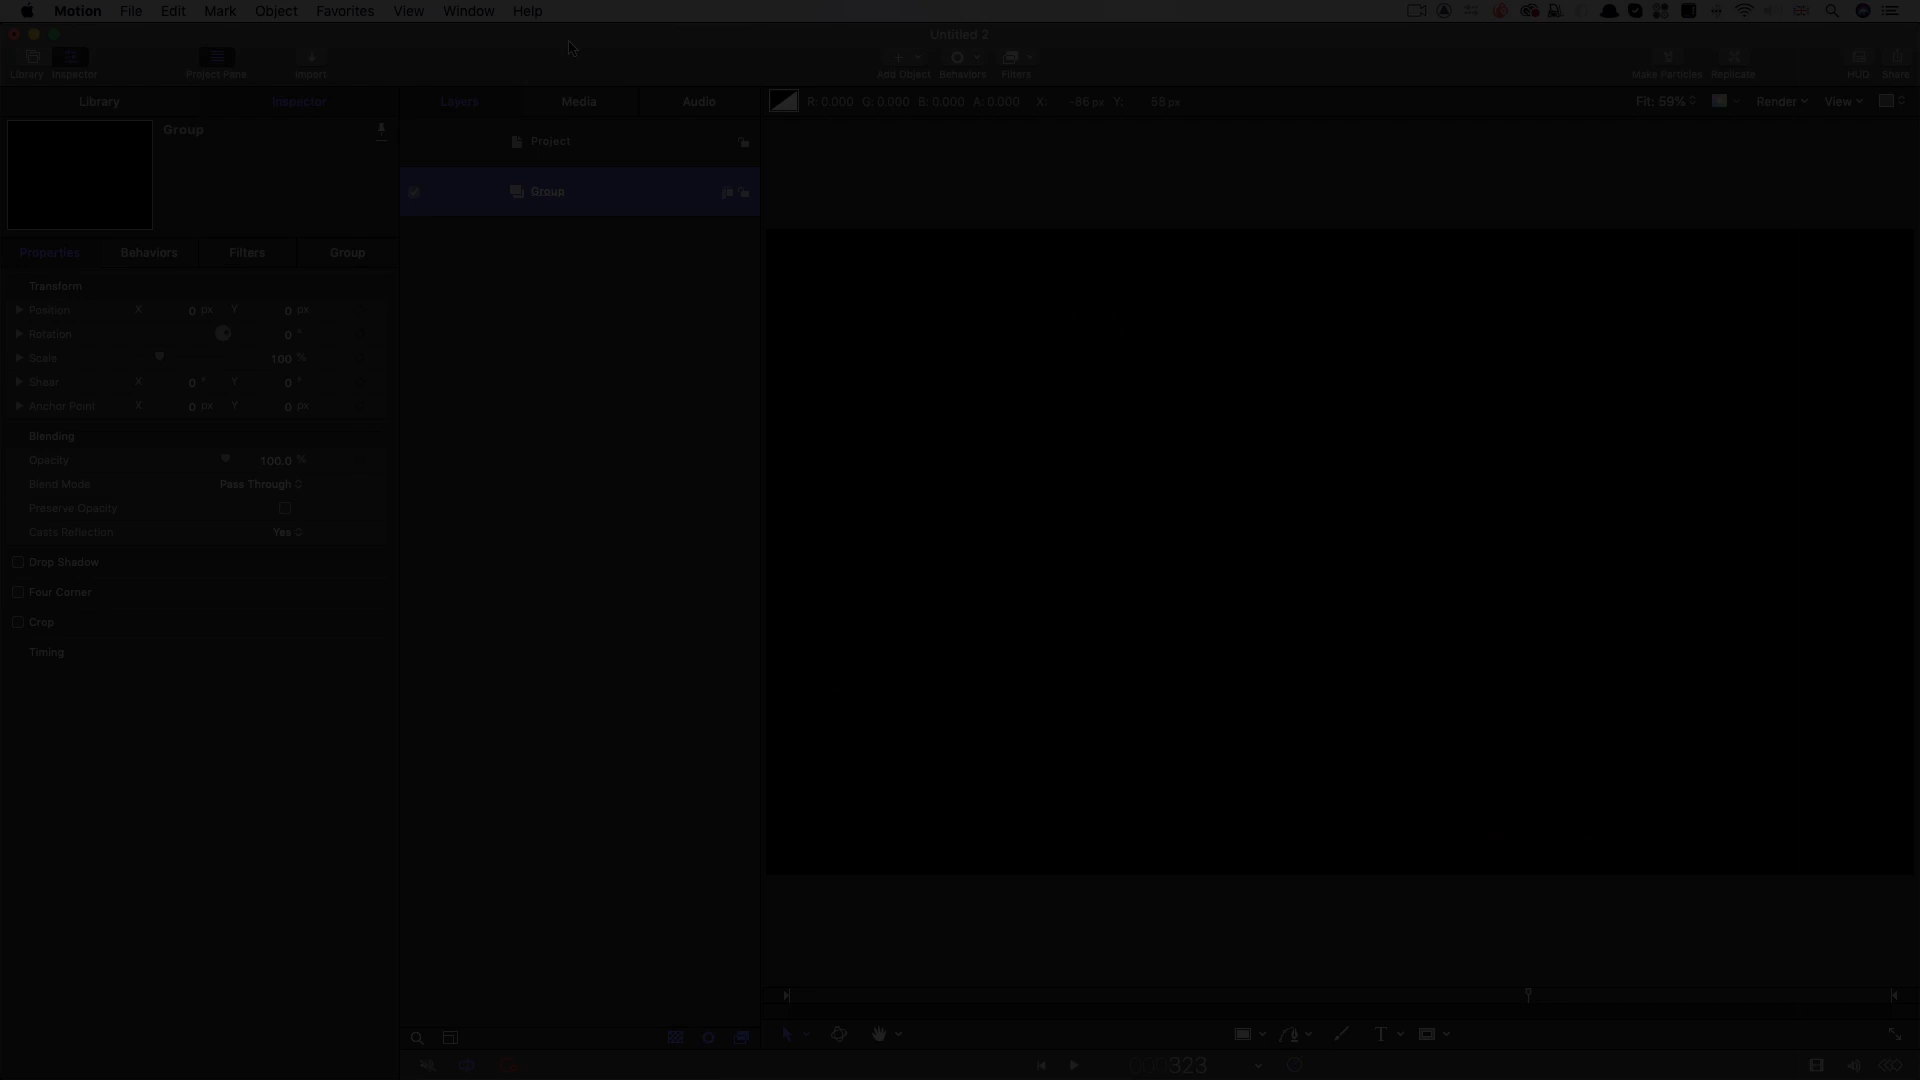 Motion File Edit Mark Object Favorites View Window Help
Untitled 2
Library Inspector Project Pane Import Add Object Behaviors Filters Make Particles Replicate HUD Share
Library Inspector Layers Media Audio R: 0.000 G: 0.000 B: 0.000 A: 0.000 X: -86 px Y: 58 px Fit: 59% Render View
Group
Project
Group
Properties Behaviors Filters Group
Transform
Position X 0 px Y 0 px
Rotation 0 °
Scale 100 %
Shear X 0 ° Y 0 °
Anchor Point X 0 px Y 0 px
Blending
Opacity 100.0 %
Blend Mode Pass Through
Preserve Opacity
Casts Reflection Yes
Drop Shadow
Four Corner
Crop
Timing
000323